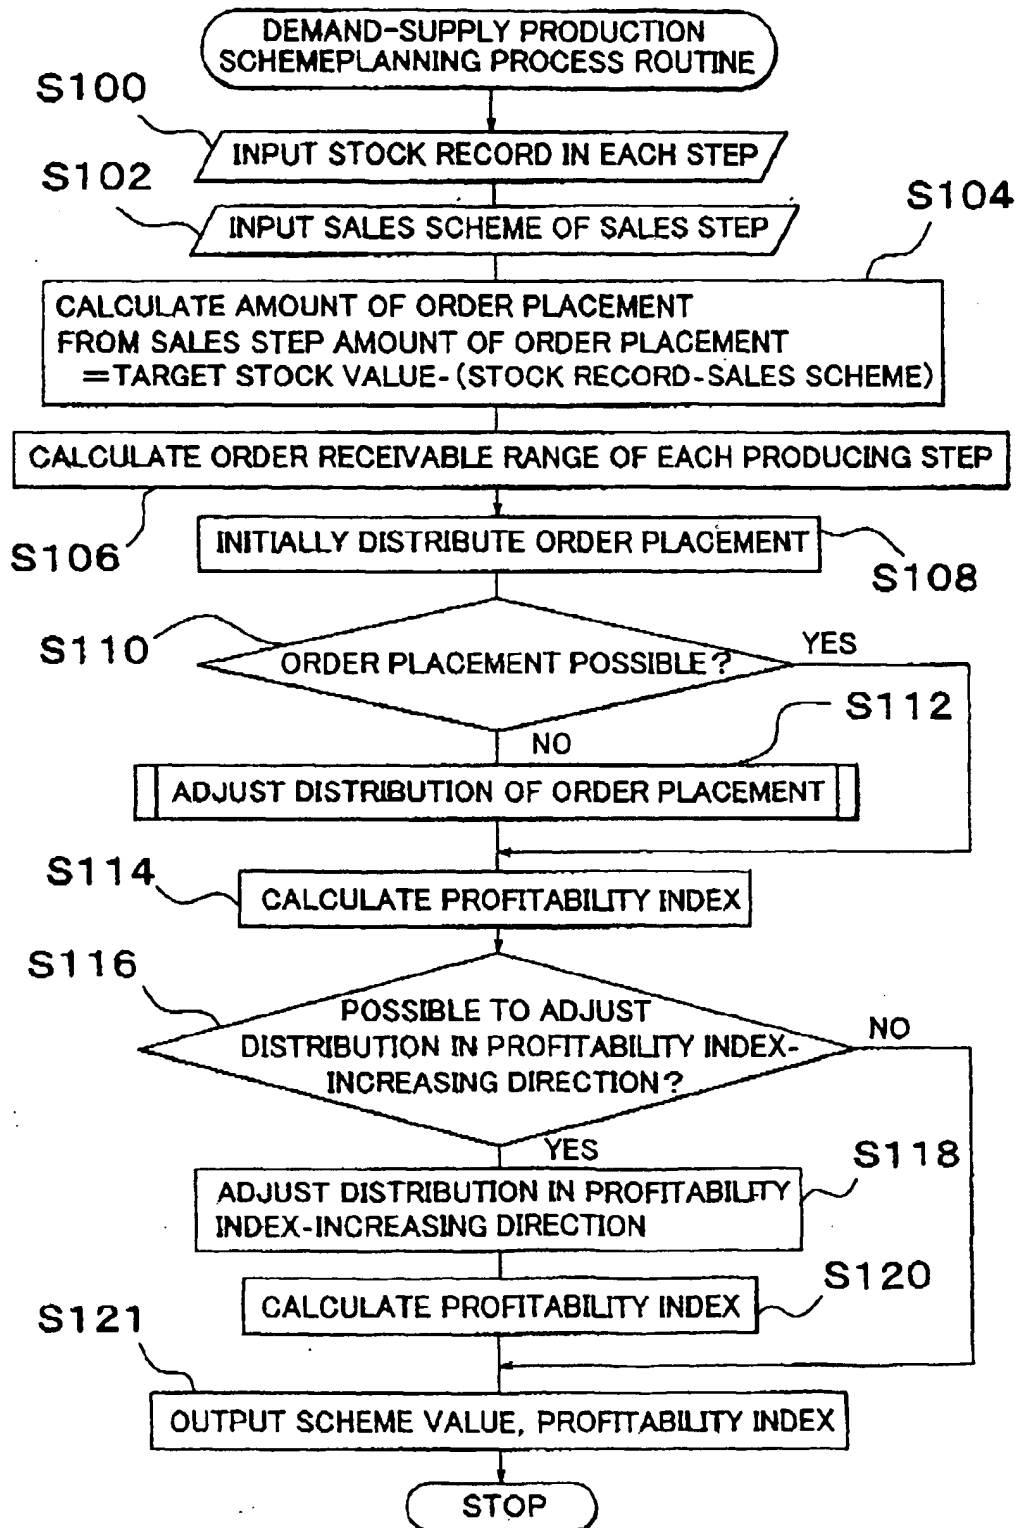 DEMAND-SUPPLY PRODUCTION
SCHEMEPLANNING PROCESS ROUTINE
S100
INPUT STOCK RECORD IN EACH STEP
S102
INPUT SALES SCHEME OF SALES STEP
S104
CALCULATE AMOUNT OF ORDER PLACEMENT
FROM SALES STEP AMOUNT OF ORDER PLACEMENT
=TARGET STOCK VALUE-(STOCK RECORD-SALES SCHEME)
CALCULATE ORDER RECEIVABLE RANGE OF EACH PRODUCING STEP
S106
INITIALLY DISTRIBUTE ORDER PLACEMENT
S108
S110
ORDER PLACEMENT POSSIBLE?
YES
S112
NO
ADJUST DISTRIBUTION OF ORDER PLACEMENT
S114
CALCULATE PROFITABILITY INDEX
S116
POSSIBLE TO ADJUST
DISTRIBUTION IN PROFITABILITY INDEX-
INCREASING DIRECTION?
NO
YES
S118
ADJUST DISTRIBUTION IN PROFITABILITY
INDEX-INCREASING DIRECTION
S120
CALCULATE PROFITABILITY INDEX
S121
OUTPUT SCHEME VALUE, PROFITABILITY INDEX
STOP